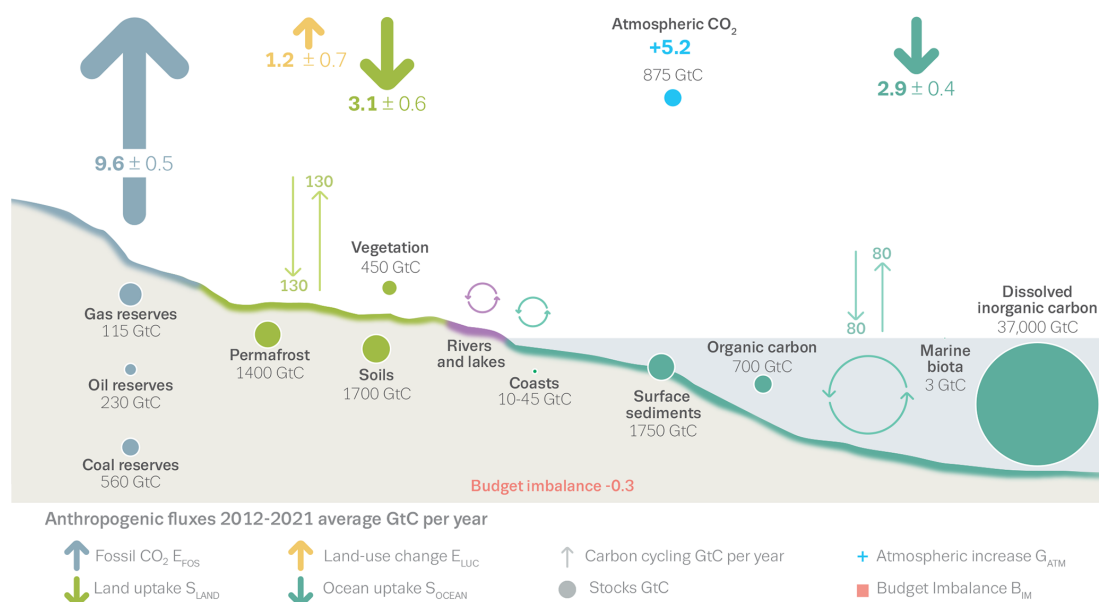 Atmospheric CO2
+5.2
875 GtC
1.2 ± 0.7
3.1 ± 0.6
2.9 ± 0.4
9.6 ± 0.5
130
130
Vegetation
450 GtC
80
80
Gas reserves
115 GtC
Permafrost
1400 GtC
Soils
1700 GtC
Rivers
and lakes
Oil reserves
230 GtC
Coasts
10-45 GtC
Surface
sediments
1750 GtC
Organic carbon
700 GtC
Marine
biota
3 GtC
Dissolved
inorganic carbon
37,000 GtC
Coal reserves
560 GtC
Budget imbalance -0.3
Anthropogenic fluxes 2012-2021 average GtC per year
Fossil CO2 EFOS
Land-use change ELUC
Carbon cycling GtC per year
Atmospheric increase GATM
Land uptake SLAND
Ocean uptake SOCEAN
Stocks GtC
Budget Imbalance BIM